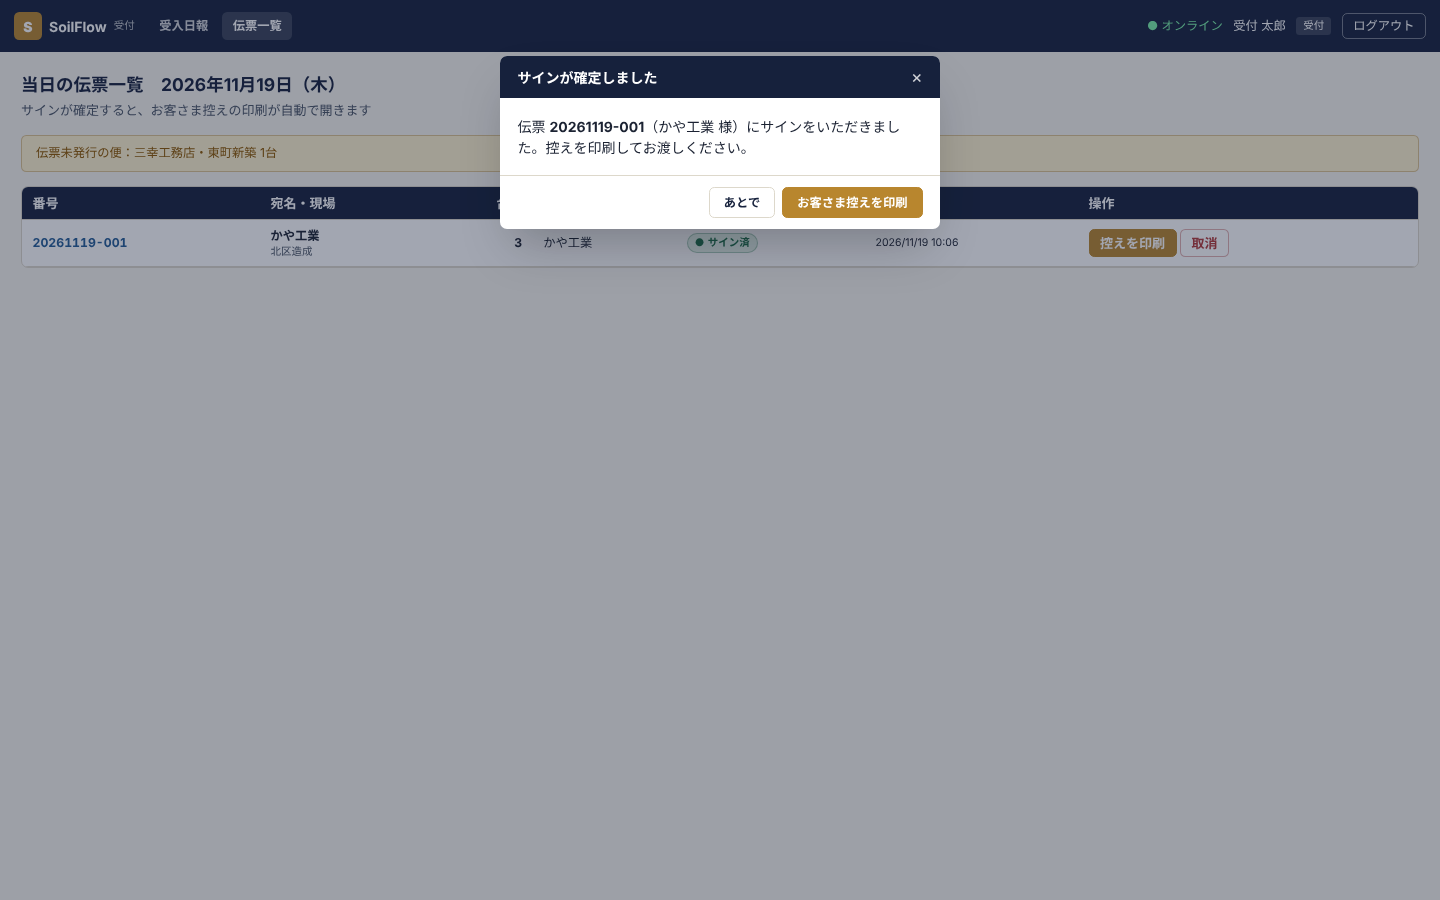 S SoilFlow 受付 受入日報 伝票一覧 オンライン 受付 太郎 受付 ログアウト
当日の伝票一覧 2026年11月19日（木）
サインが確定すると、お客さま控えの印刷が自動で開きます
伝票未発行の便：三幸工務店・東町新築 1台
サインが確定しました ×
伝票 20261119-001（かや工業 様）にサインをいただきまし
た。控えを印刷してお渡しください。
あとで お客さま控えを印刷
番号 宛名・現場 操作
20261119-001 かや工業 3 かや工業 サイン済 2026/11/19 10:06 控えを印刷 取消
北区造成